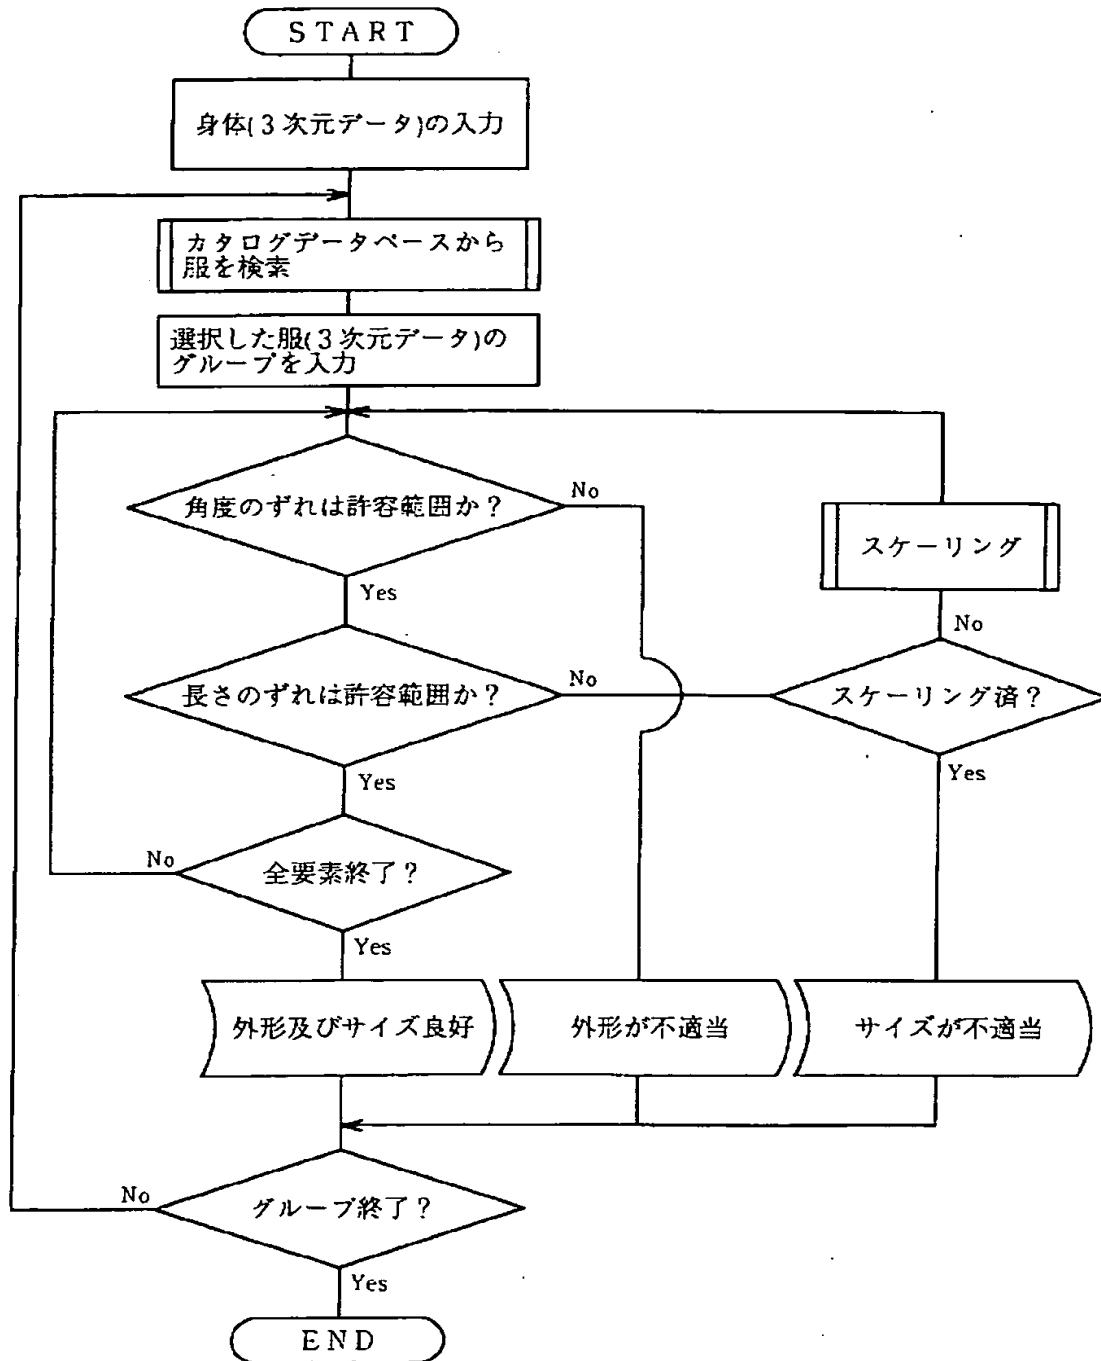 START
身体(3次元データ)の入力
カタログデータベースから
服を検索
選択した服(3次元データ)の
グループを入力
角度のずれは許容範囲か？
No
スケーリング
Yes
No
長さのずれは許容範囲か？
No
スケーリング済？
Yes
Yes
No
全要素終了？
Yes
外形及びサイズ良好
外形が不適当
サイズが不適当
No
グループ終了？
Yes
END